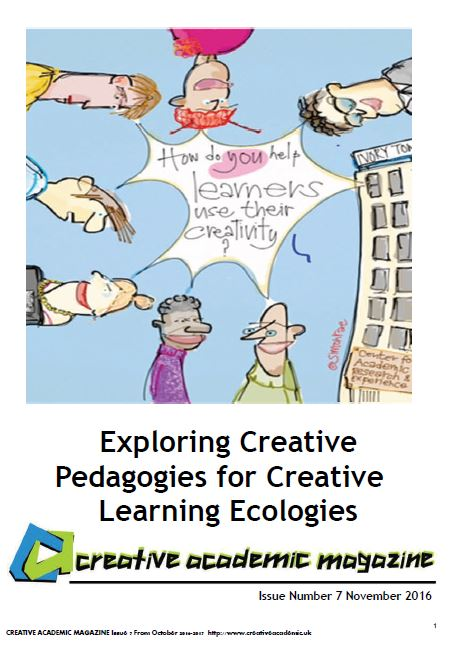 How do you help
learners
use their
creativity
?
IVORY TOW
@simonrae
"Center for
Academic
Research &
Experience
Exploring Creative
Pedagogies for Creative
Learning Ecologies
creative academic magazine
Issue Number 7 November 2016
1
CREATIVE ACADEMIC MAGAZINE Issue 7 From October 2016-2017 http://www.creativeacademic.uk